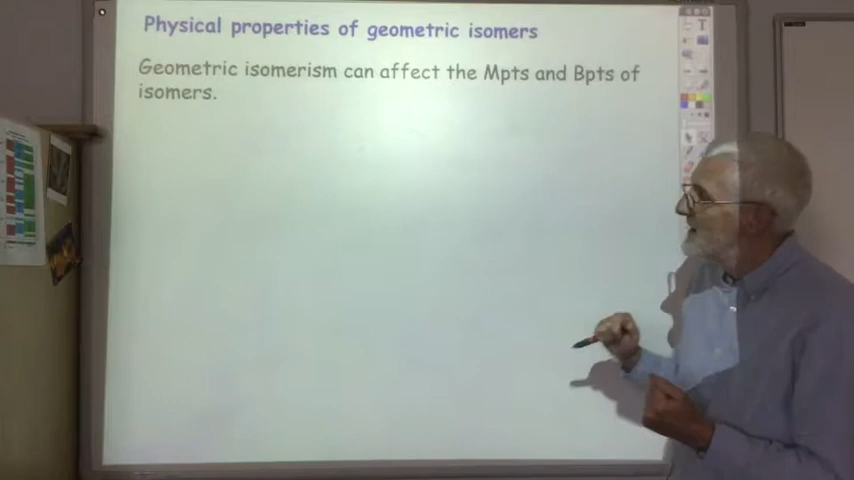 Physical properties of geometric isomers
Geometric isomerism can affect the Mpts and Bpts of
isomers.